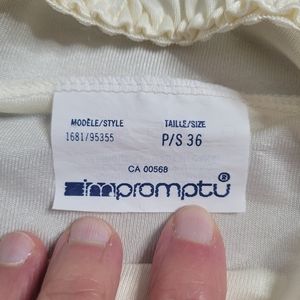 MODÈLE/STYLE TAILLE/SIZE
1681/95355 P/S 36
CA 00568
impromptu®